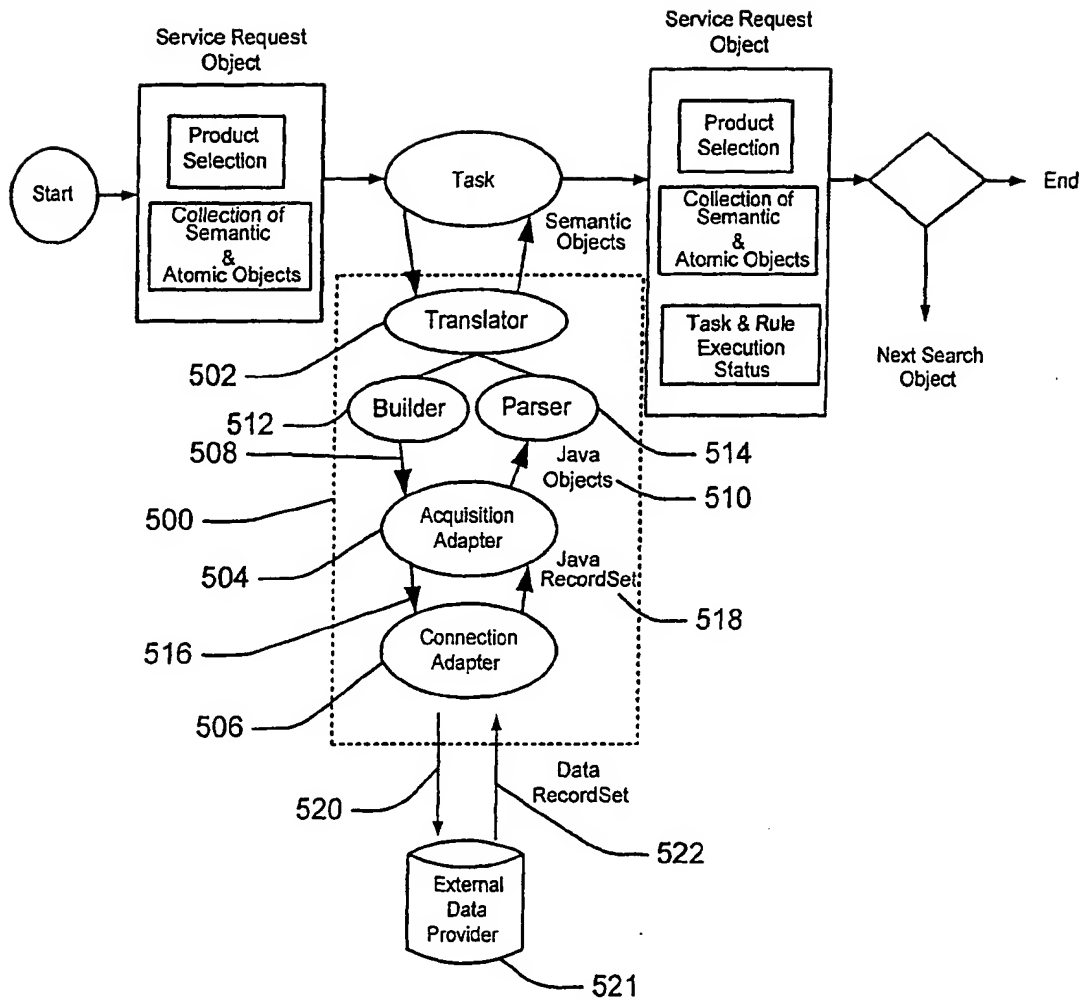 Service Request
Object
Product
Selection
Collection of
Semantic
&
Atomic Objects
Start
Task
Semantic
Objects
Service Request
Object
Product
Selection
Collection of
Semantic
&
Atomic Objects
Task & Rule
Execution
Status
End
Next Search
Object
Translator
502
Builder
Parser
512
514
508
Java
Objects
510
500
Acquisition
Adapter
504
Java
RecordSet
518
516
Connection
Adapter
506
520
Data
RecordSet
522
External
Data
Provider
521